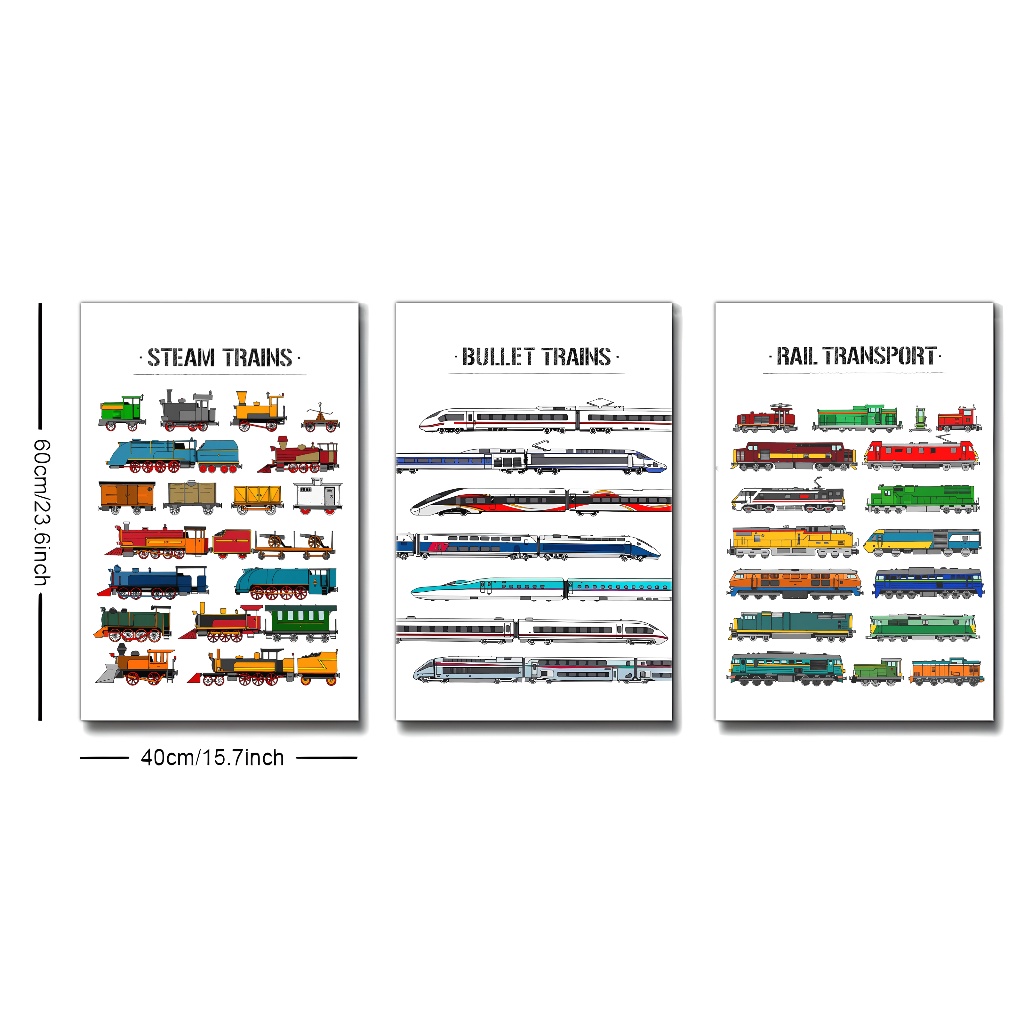 · STEAM TRAINS ·
· BULLET TRAINS ·
· RAIL TRANSPORT ·
60cm/23.6inch
40cm/15.7inch